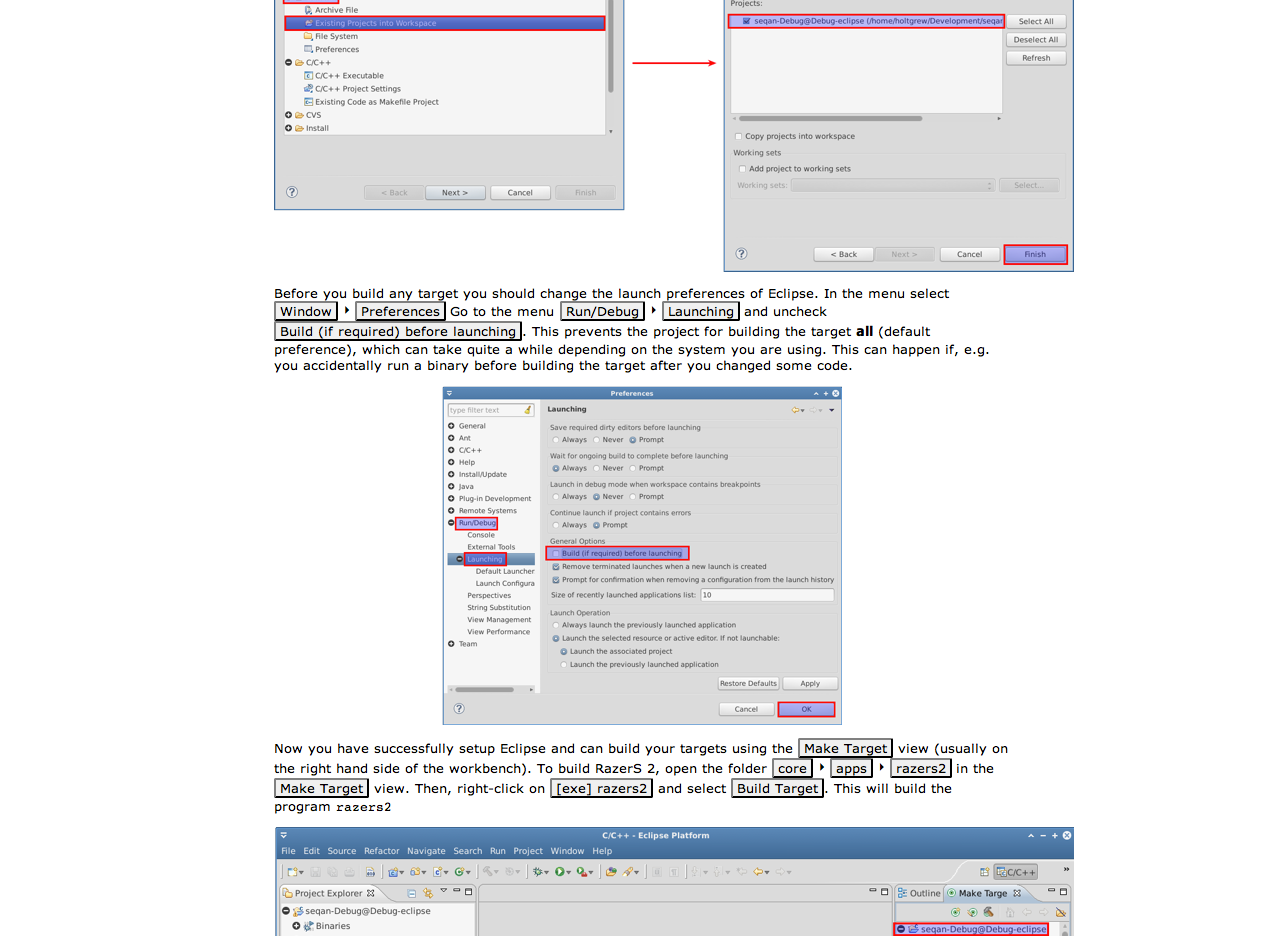 Projects:
Archive File
Existing Projects into Workspace
File System
Preferences
C/C++
C/C++ Executable
C/C++ Project Settings
Existing Code as Makefile Project
CVS
Install
< Back Next > Cancel Finish
seqan-Debug@Debug-eclipse (/home/holtgrew/Development/seqan
Select All
Deselect All
Refresh
Copy projects into workspace
Working sets
Add project to working sets
Working sets: Select...
< Back Next > Cancel Finish
Before you build any target you should change the launch preferences of Eclipse. In the menu select
Window Preferences Go to the menu Run/Debug Launching and uncheck
Build (if required) before launching. This prevents the project for building the target all (default
preference), which can take quite a while depending on the system you are using. This can happen if, e.g.
you accidentally run a binary before building the target after you changed some code.
Preferences
type filter text
General
Ant
C/C++
Help
Install/Update
Java
Plug-in Development
Remote Systems
Run/Debug
Console
External Tools
Launching
Default Launcher
Launch Configura
Perspectives
String Substitution
View Management
View Performance
Team
Launching
Save required dirty editors before launching
Always Never Prompt
Wait for ongoing build to complete before launching
Always Never Prompt
Launch in debug mode when workspace contains breakpoints
Always Never Prompt
Continue launch if project contains errors
Always Prompt
General Options
Build (if required) before launching
Remove terminated launches when a new launch is created
Prompt for confirmation when removing a configuration from the launch history
Size of recently launched applications list: 10
Launch Operation
Always launch the previously launched application
Launch the selected resource or active editor. If not launchable:
Launch the associated project
Launch the previously launched application
Restore Defaults Apply
Cancel OK
Now you have successfully setup Eclipse and can build your targets using the Make Target view (usually on
the right hand side of the workbench). To build RazerS 2, open the folder core apps razers2 in the
Make Target view. Then, right-click on [exe] razers2 and select Build Target. This will build the
program razers2
C/C++ - Eclipse Platform
File Edit Source Refactor Navigate Search Run Project Window Help
C/C++
Project Explorer
seqan-Debug@Debug-eclipse
Binaries
Outline Make Targe
seqan-Debug@Debug-eclipse